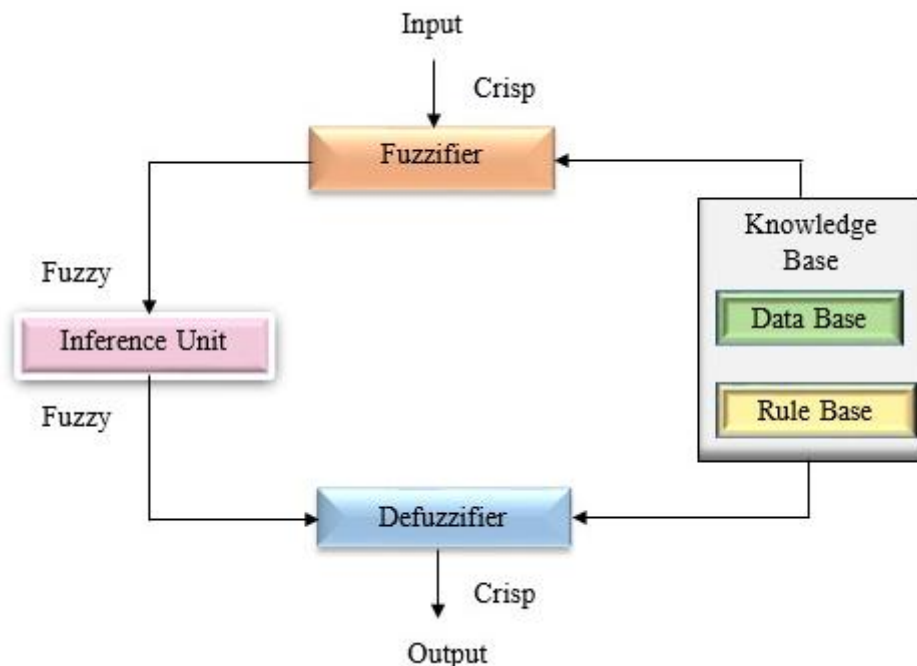 Input
Crisp
Fuzzifier
Knowledge
Base
Fuzzy
Data Base
Inference Unit
Rule Base
Fuzzy
Defuzzifier
Crisp
Output